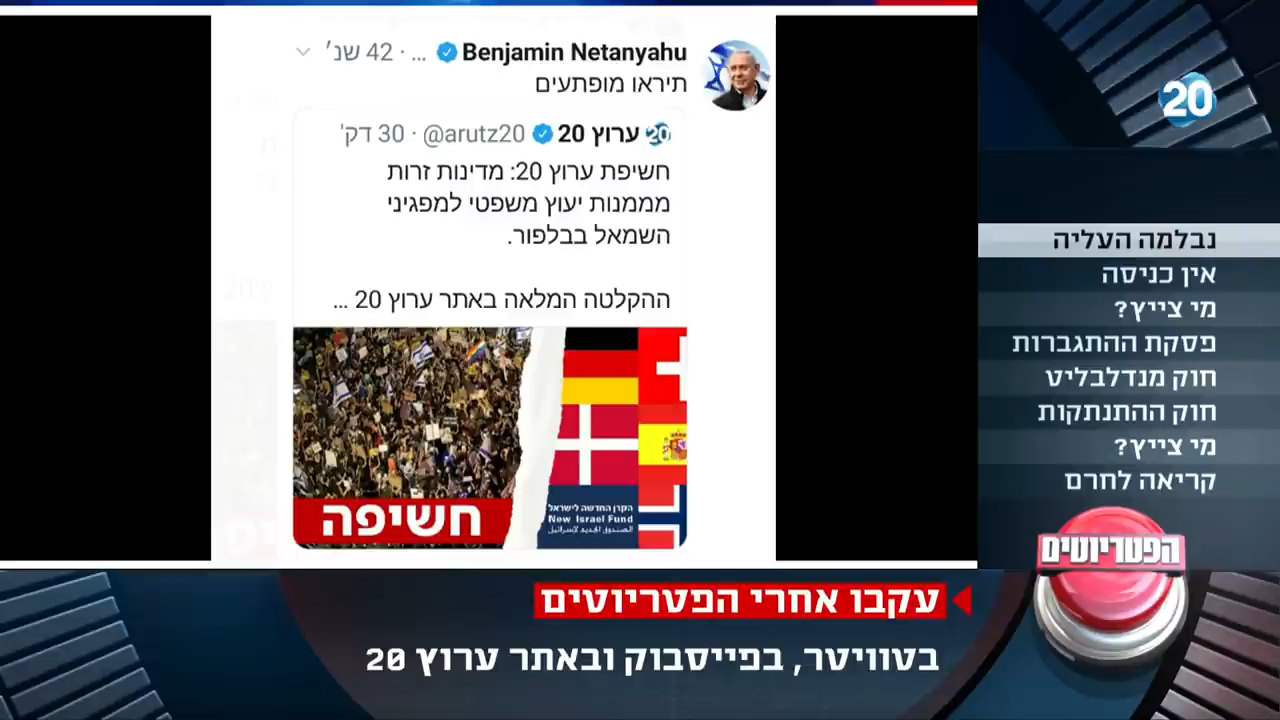 Benjamin Netanyahu ... · 42 שנ׳
תיראו מופתעים
ערוץ 20 @arutz20 · 30 דק'
חשיפת ערוץ 20: מדינות זרות
מממנות יעוץ משפטי למפגיני
השמאל בבלפור.
ההקלטה המלאה באתר ערוץ 20 ...
חשיפה
הקרן החדשה לישראל
New Israel Fund
الصندوق الجديد لإسرائيل
20
נבלמה העליה
אין כניסה
מי צייץ?
פסקת ההתגברות
חוק מנדלבליט
חוק ההתנתקות
מי צייץ?
קריאה לחרם
הפטריוטים
עקבו אחרי הפטריוטים
בטוויטר, בפייסבוק ובאתר ערוץ 20